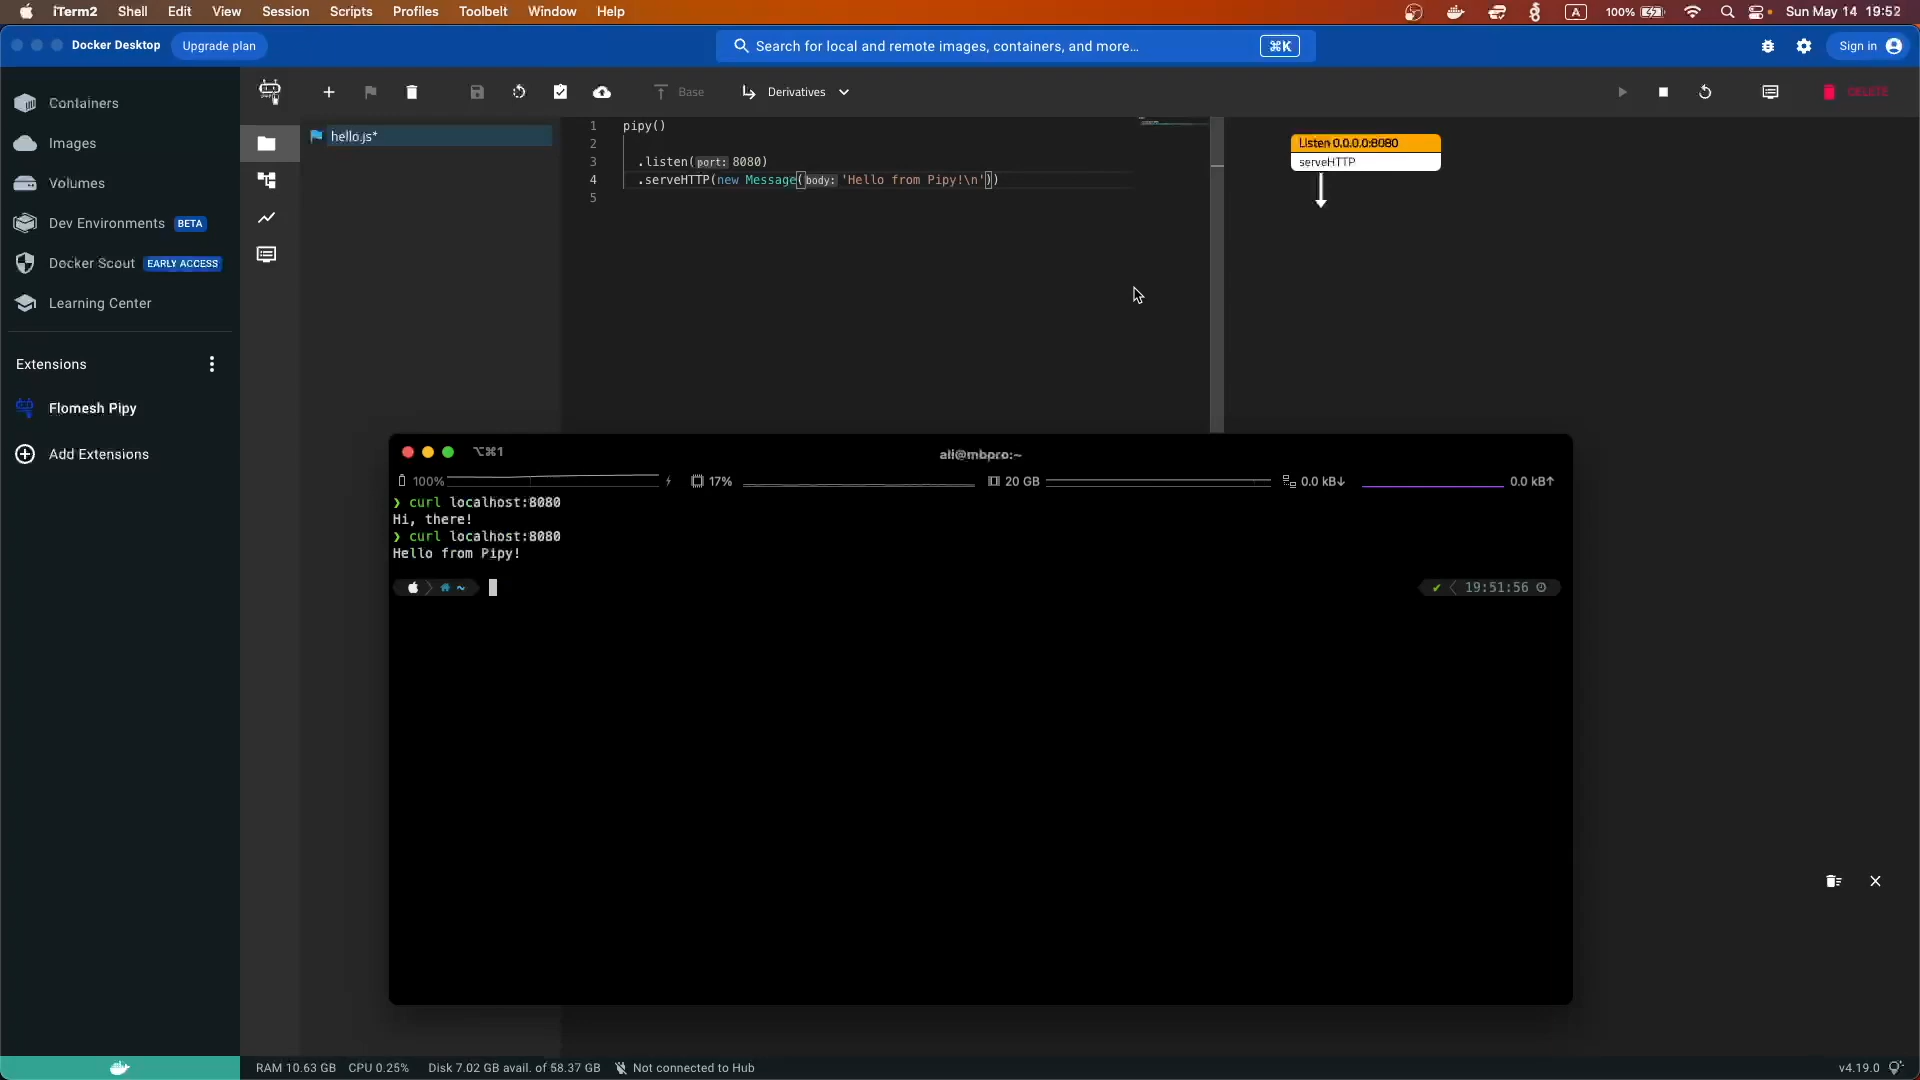 iTerm2 Shell Edit View Session Scripts Profiles Toolbelt Window Help
A 100% Sun May 14 19:52
Docker Desktop Upgrade plan
Search for local and remote images, containers, and more... ⌘K
Sign in
Containers
Images
Volumes
Dev Environments BETA
Docker Scout EARLY ACCESS
Learning Center
Extensions
Flomesh Pipy
Add Extensions
Base Derivatives
DELETE
hello.js*
1 pipy()
2
3 .listen(port: 8080)
4 .serveHTTP(new Message(body: 'Hello from Pipy!\n'))
5
Listen 0.0.0.0:8080
serveHTTP
⌥⌘1
ali@mbpro:~
100% 17% 20 GB 0.0 kB↓ 0.0 kB↑
❯ curl localhost:8080
Hi, there!
❯ curl localhost:8080
Hello from Pipy!
~ 19:51:56
RAM 10.63 GB CPU 0.25% Disk 7.02 GB avail. of 58.37 GB Not connected to Hub
v4.19.0